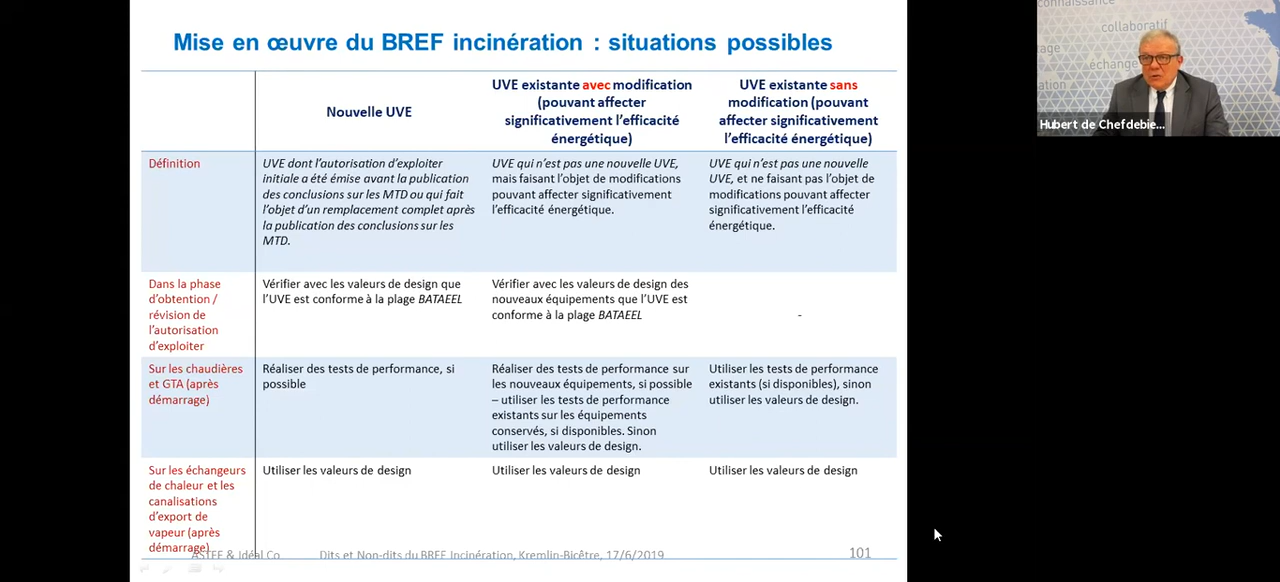 Mise en œuvre du BREF incinération : situations possibles
Nouvelle UVE
UVE existante avec modification
(pouvant affecter
significativement l'efficacité
énergétique)
UVE existante sans
modification (pouvant
affecter significativement
l'efficacité énergétique)
Définition
UVE dont l'autorisation d'exploiter
initiale a été émise avant la publication
des conclusions sur les MTD ou qui fait
l'objet d'un remplacement complet après
la publication des conclusions sur les
MTD.
UVE qui n'est pas une nouvelle UVE,
mais faisant l'objet de modifications
pouvant affecter significativement
l'efficacité énergétique.
UVE qui n'est pas une nouvelle
UVE, et ne faisant pas l'objet de
modifications pouvant affecter
significativement l'efficacité
énergétique.
Dans la phase
d'obtention /
révision de
l'autorisation
d'exploiter
Vérifier avec les valeurs de design que
l'UVE est conforme à la plage BATAEEL
Vérifier avec les valeurs de design des
nouveaux équipements que l'UVE est
conforme à la plage BATAEEL
-
Sur les chaudières
et GTA (après
démarrage)
Réaliser des tests de performance, si
possible
Réaliser des tests de performance sur
les nouveaux équipements, si possible
– utiliser les tests de performance
existants sur les équipements
conservés, si disponibles. Sinon
utiliser les valeurs de design.
Utiliser les tests de performance
existants (si disponibles), sinon
utiliser les valeurs de design.
Sur les échangeurs
de chaleur et les
canalisations
d'export de
vapeur (après
démarrage)
Utiliser les valeurs de design
Utiliser les valeurs de design
Utiliser les valeurs de design
ASTEE & Idéal Co
Dits et Non-dits du BREF Incinération, Kremlin-Bicêtre, 17/6/2019
101
connaissance
collaboratif
échange
Hubert de Chefdebie...